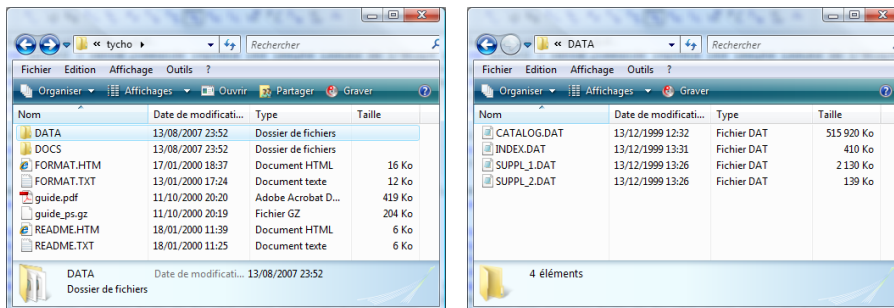 « tycho
Rechercher
Fichier Edition Affichage Outils ?
Organiser Affichages Ouvrir Partager Graver
Nom Date de modificati... Type Taille
DATA 13/08/2007 23:52 Dossier de fichiers
DOCS 13/08/2007 23:52 Dossier de fichiers
FORMAT.HTM 17/01/2000 18:37 Document HTML 16 Ko
FORMAT.TXT 13/01/2000 17:24 Document texte 12 Ko
guide.pdf 11/10/2000 20:20 Adobe Acrobat D... 419 Ko
guide_ps.gz 11/10/2000 20:19 Fichier GZ 204 Ko
README.HTM 18/01/2000 11:39 Document HTML 6 Ko
README.TXT 18/01/2000 11:25 Document texte 6 Ko
DATA Date de modificati... 13/08/2007 23:52
Dossier de fichiers
« DATA
Rechercher
Fichier Edition Affichage Outils ?
Organiser Affichages Graver
Nom Date de modificati... Type Taille
CATALOG.DAT 13/12/1999 12:32 Fichier DAT 515 920 Ko
INDEX.DAT 13/12/1999 13:31 Fichier DAT 410 Ko
SUPPL_1.DAT 13/12/1999 13:26 Fichier DAT 2 130 Ko
SUPPL_2.DAT 13/12/1999 13:26 Fichier DAT 139 Ko
4 éléments